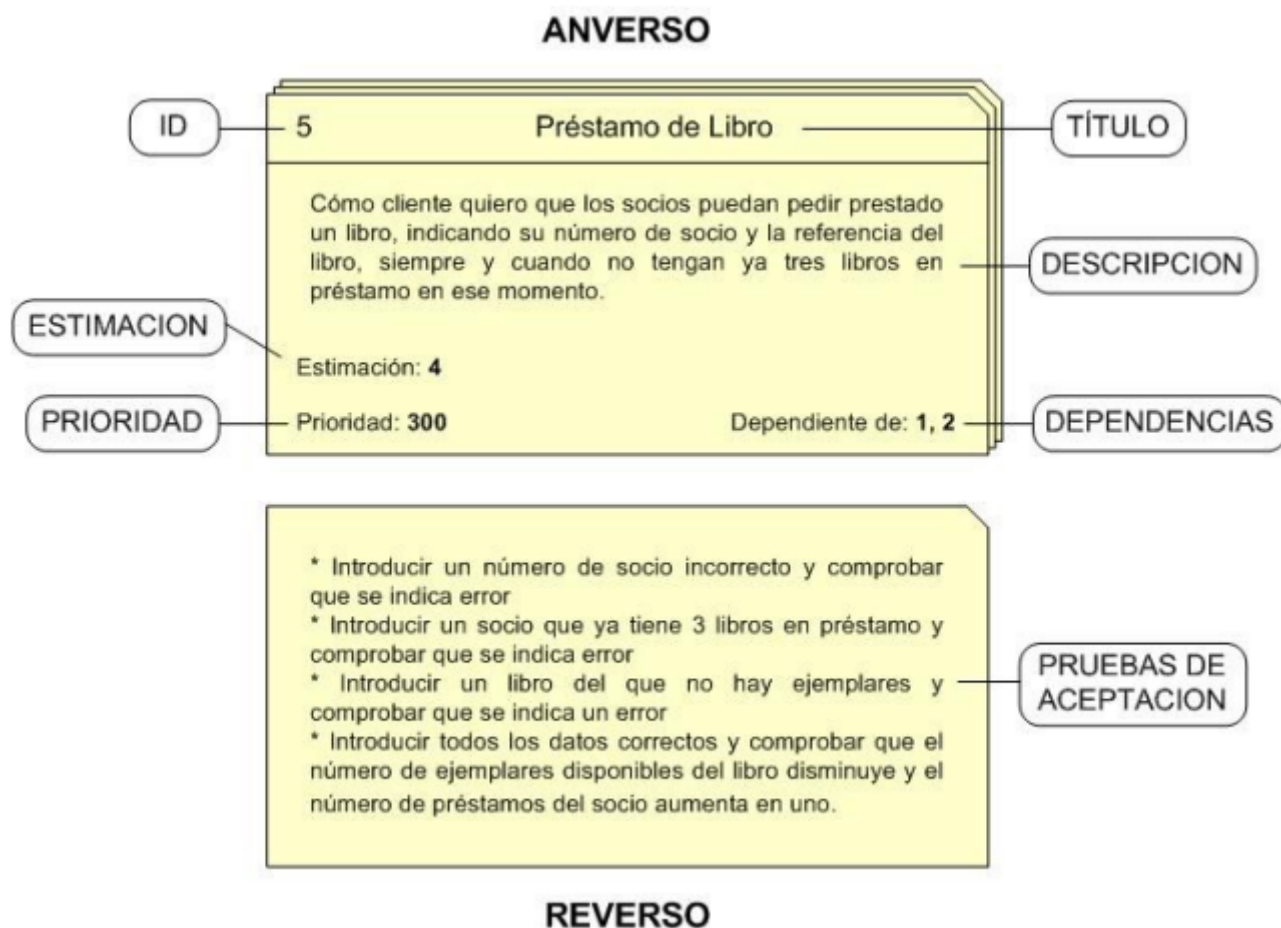 ANVERSO
ID
5
Préstamo de Libro
TÍTULO
Cómo cliente quiero que los socios puedan pedir prestado
un libro, indicando su número de socio y la referencia del
libro, siempre y cuando no tengan ya tres libros en
préstamo en ese momento.
DESCRIPCION
ESTIMACION
Estimación: 4
PRIORIDAD
Prioridad: 300
Dependiente de: 1, 2
DEPENDENCIAS
* Introducir un número de socio incorrecto y comprobar
que se indica error
* Introducir un socio que ya tiene 3 libros en préstamo y
comprobar que se indica error
* Introducir un libro del que no hay ejemplares y
comprobar que se indica un error
* Introducir todos los datos correctos y comprobar que el
número de ejemplares disponibles del libro disminuye y el
número de préstamos del socio aumenta en uno.
PRUEBAS DE
ACEPTACION
REVERSO